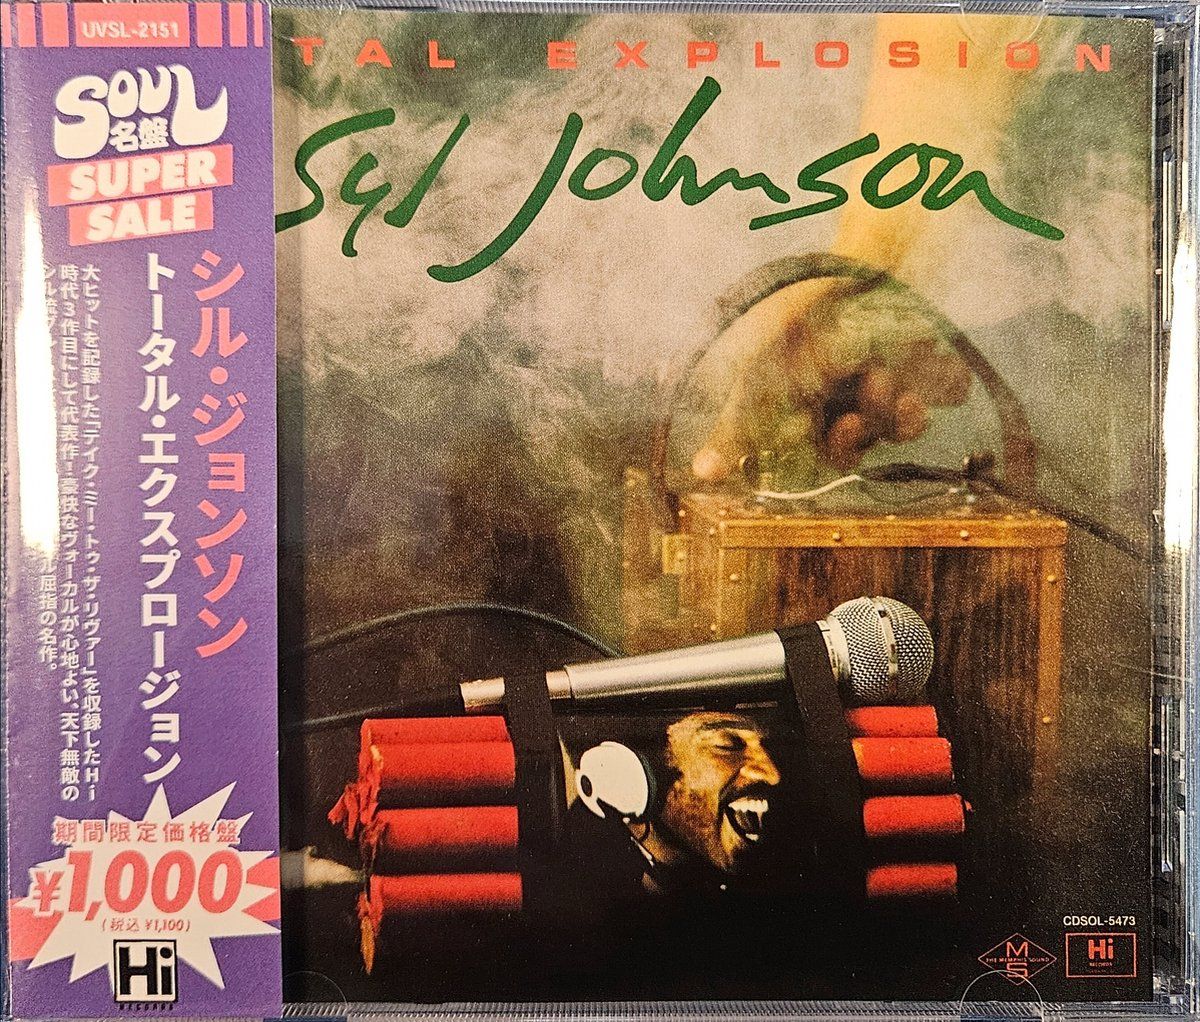 UVSL-2151
SOUL
名盤
SUPER
SALE
シル・ジョンソン
トータル・エクスプロージョン
大ヒットを記録した「テイク・ミー・トゥ・ザ・リヴァー」を収録したHi
時代3作目にして代表作!豪快なヴォーカルが心地よい、天下無敵の
ル屈指の名作。
期間限定価格盤
¥1,000
(税込 ¥1,100)
Hi
RECORDS
TAL EXPLOSION
Syl Johnson
CDSOL-5473
M
THE MEMPHIS SOUND
S
Hi
RECORDS